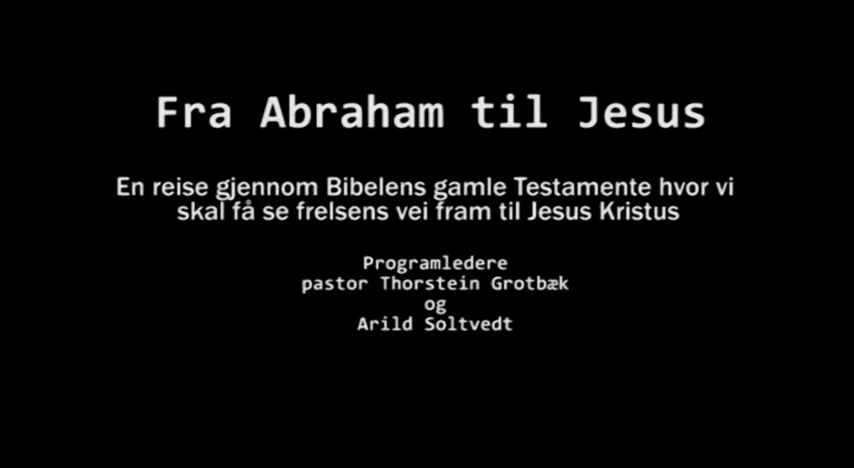 Fra Abraham til Jesus
En reise gjennom Bibelens gamle Testamente hvor vi
skal få se frelsens vei fram til Jesus Kristus
Programledere
pastor Thorstein Grotbæk
og
Arild Soltvedt